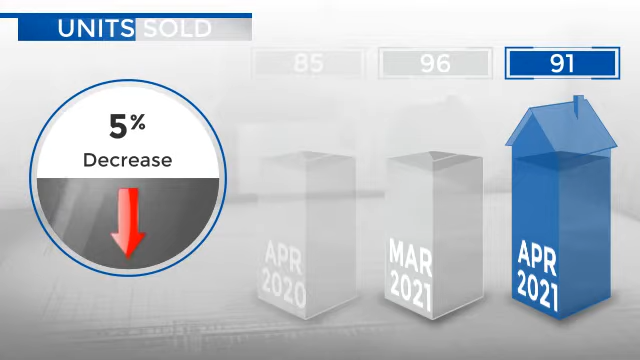 UNITS SOLD
85
96
91
5%
Decrease
APR
2020
MAR
2021
APR
2021